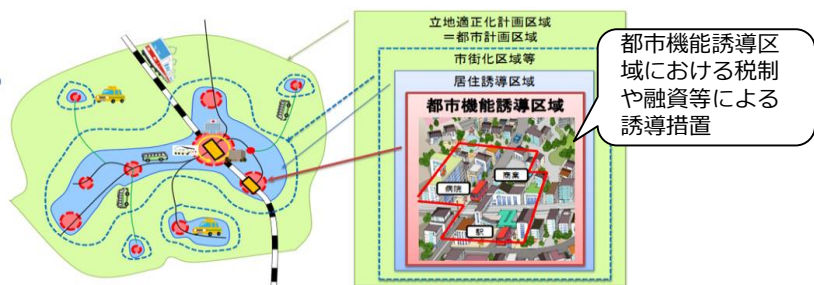 立地適正化計画区域
＝都市計画区域
市街化区域等
居住誘導区域
都市機能誘導区域
病院
商業
駅
都市機能誘導区
域における税制
や融資等による
誘導措置